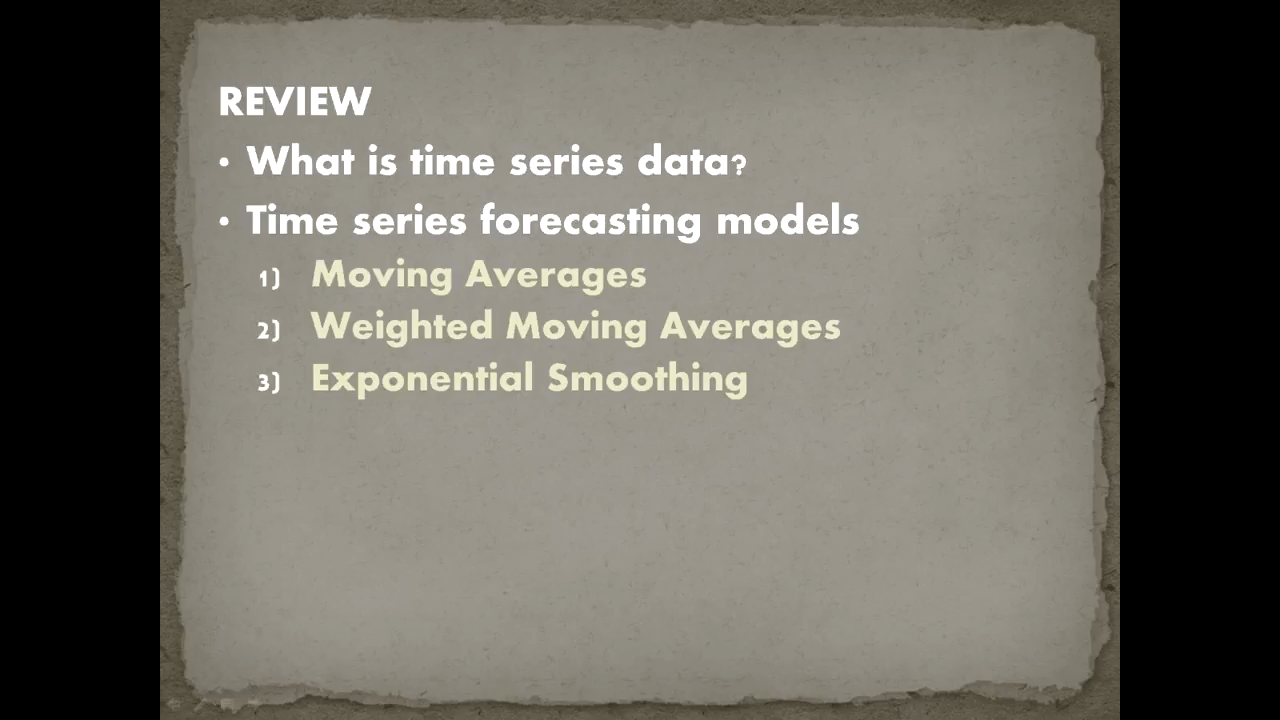 REVIEW
• What is time series data?
• Time series forecasting models
1) Moving Averages
2) Weighted Moving Averages
3) Exponential Smoothing